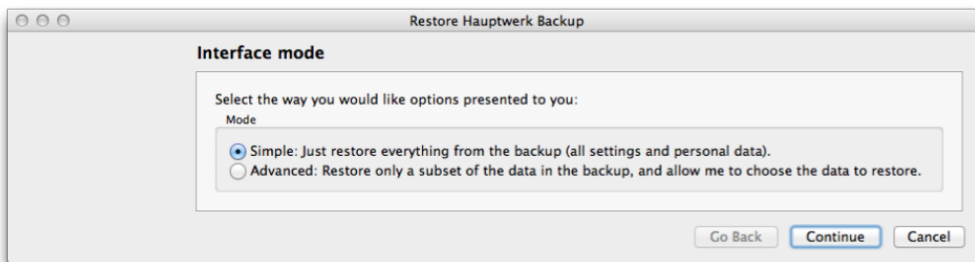 Restore Hauptwerk Backup
Interface mode
Select the way you would like options presented to you:
Mode
Simple: Just restore everything from the backup (all settings and personal data).
Advanced: Restore only a subset of the data in the backup, and allow me to choose the data to restore.
Go Back Continue Cancel